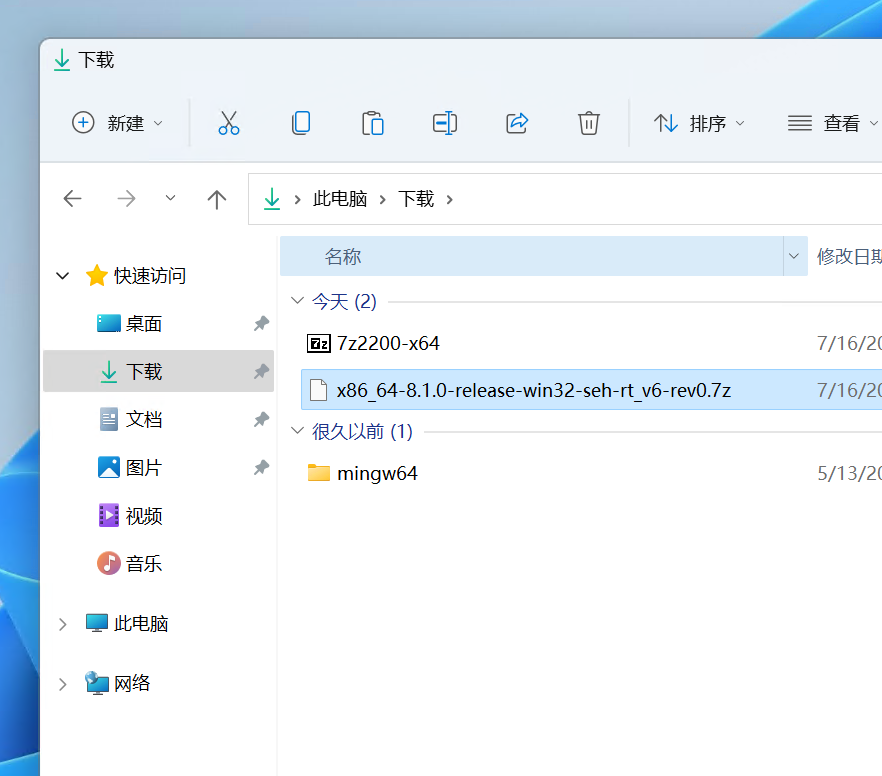 下载
新建 排序 查看
此电脑 下载
名称 修改日期
快速访问
今天 (2)
桌面
7z2200-x64 7/16/20
下载
x86_64-8.1.0-release-win32-seh-rt_v6-rev0.7z 7/16/20
文档
很久以前 (1)
图片
mingw64 5/13/20
视频
音乐
此电脑
网络